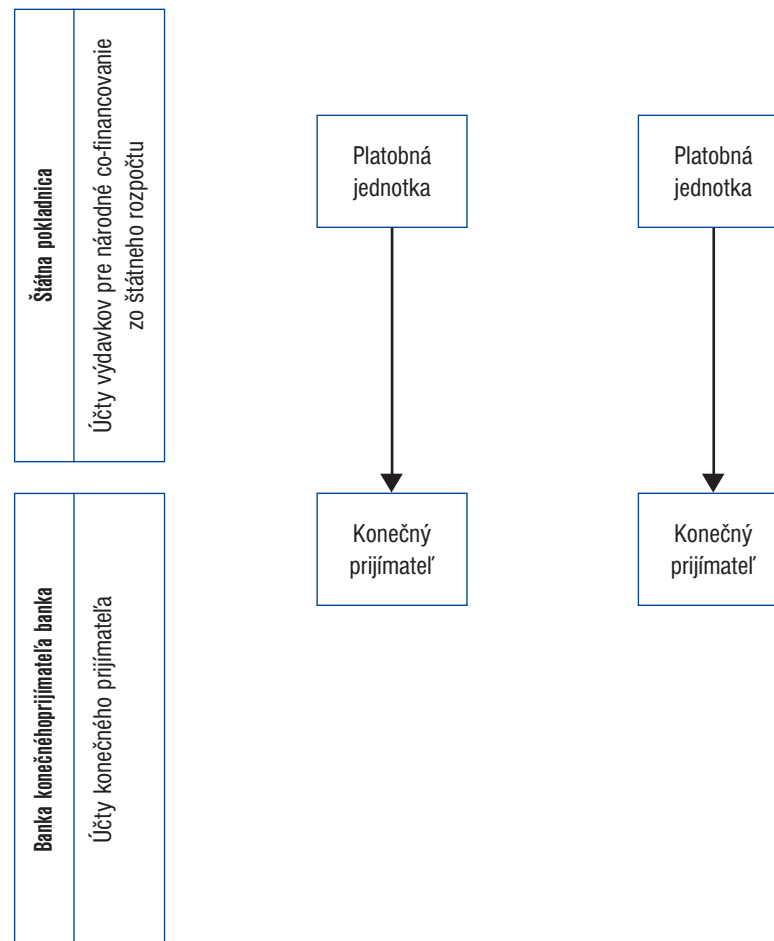 Štátna pokladnica
Účty výdavkov pre národné co-financovanie
zo štátneho rozpočtu
Platobná
jednotka
Platobná
jednotka
Banka konečnéhoprijímateľa banka
Účty konečného prijímateľa
Konečný
prijímateľ
Konečný
prijímateľ